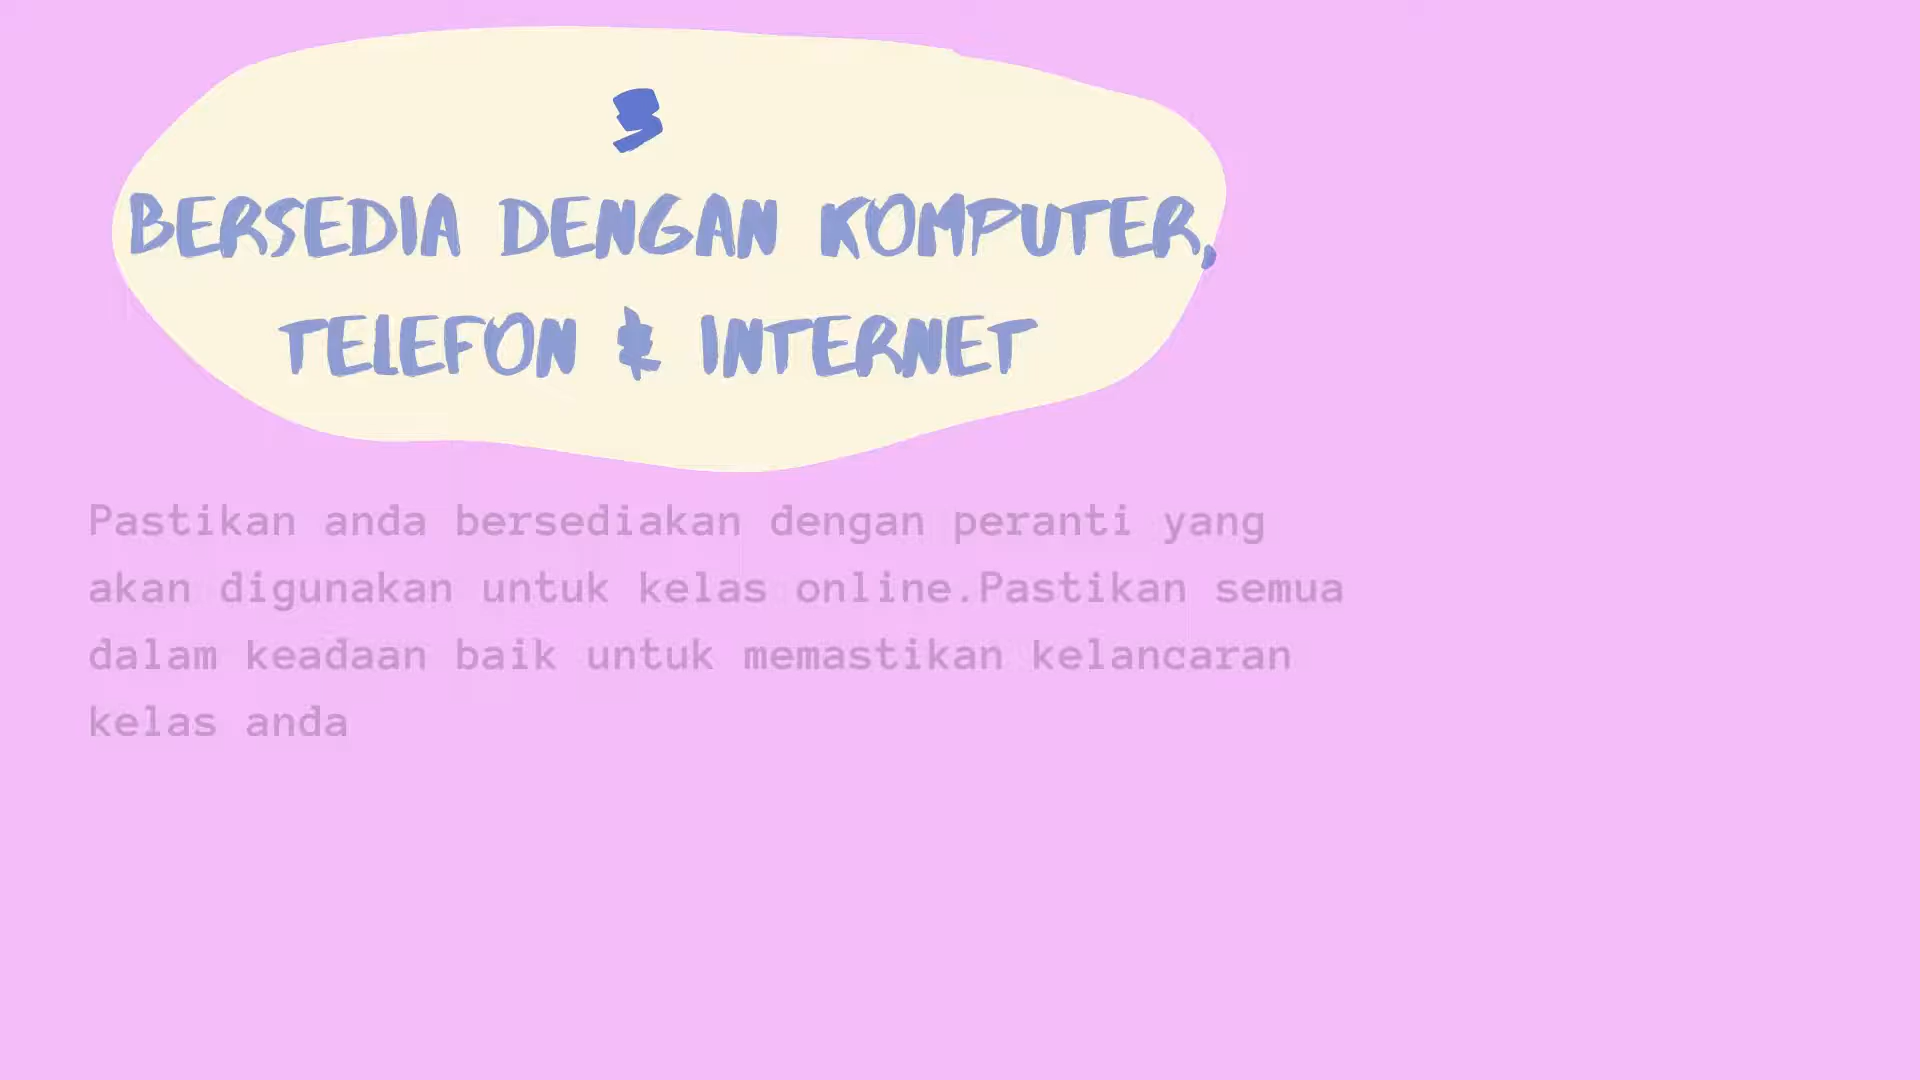 3
BERSEDIA DENGAN KOMPUTER,
TELEFON & INTERNET
Pastikan anda bersediakan dengan peranti yang
akan digunakan untuk kelas online.Pastikan semua
dalam keadaan baik untuk memastikan kelancaran
kelas anda